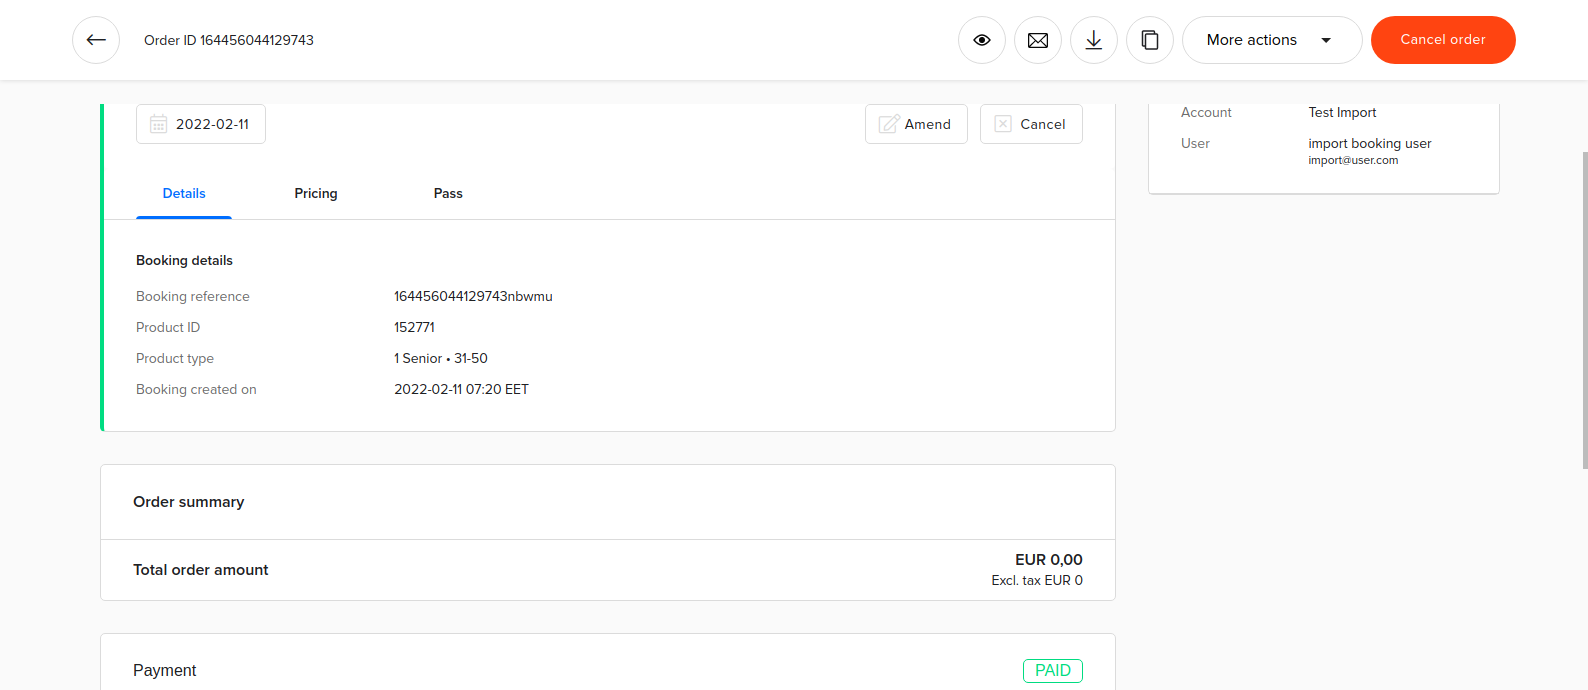 Order ID 164456044129743
More actions
Cancel order
2022-02-11
Amend
Cancel
Account Test Import
User import booking user
import@user.com
Details Pricing Pass
Booking details
Booking reference 164456044129743nbwmu
Product ID 152771
Product type 1 Senior • 31-50
Booking created on 2022-02-11 07:20 EET
Order summary
Total order amount EUR 0,00
Excl. tax EUR 0
Payment PAID